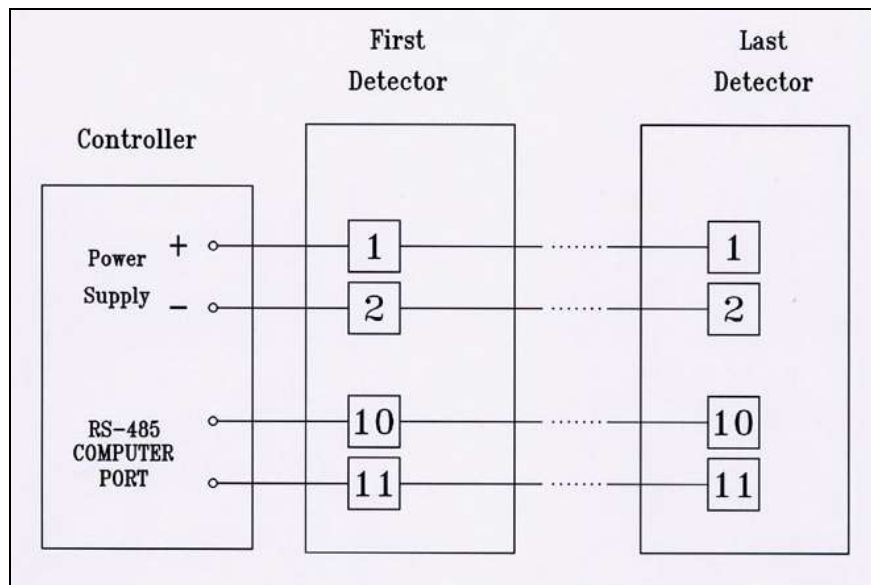 First
Detector
Last
Detector
Controller
Power
Supply
+
-
1
2
10
11
1
2
10
11
RS-485
COMPUTER
PORT